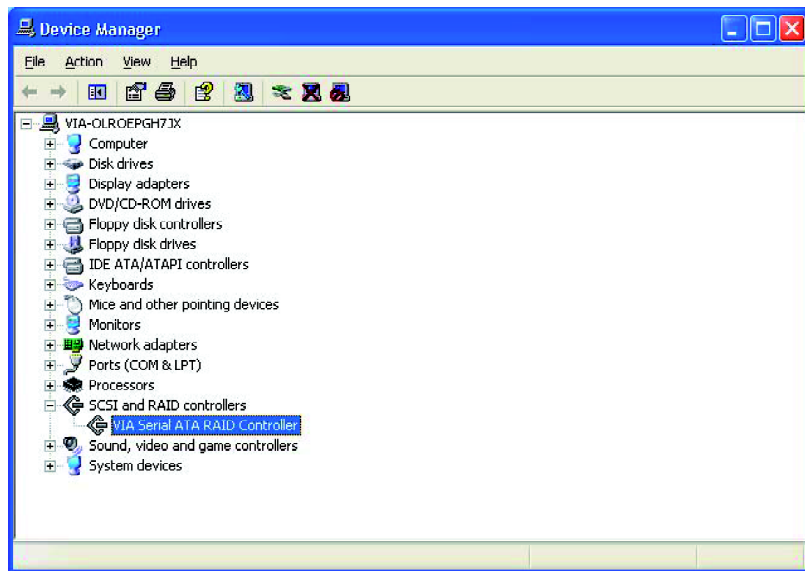 Device Manager
File Action View Help
VIA-OLROEPGH7JX
Computer
Disk drives
Display adapters
DVD/CD-ROM drives
Floppy disk controllers
Floppy disk drives
IDE ATA/ATAPI controllers
Keyboards
Mice and other pointing devices
Monitors
Network adapters
Ports (COM & LPT)
Processors
SCSI and RAID controllers
VIA Serial ATA RAID Controller
Sound, video and game controllers
System devices